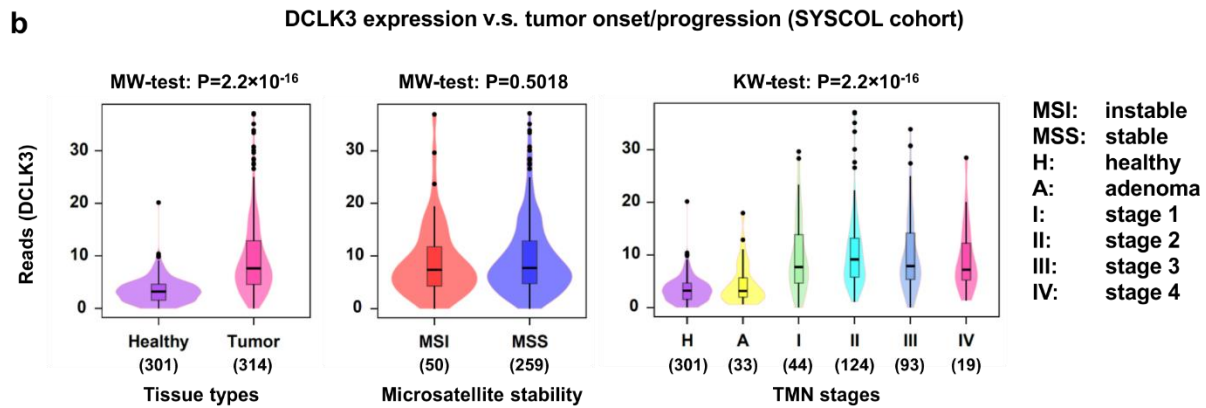 b
DCLK3 expression v.s. tumor onset/progression (SYSCOL cohort)
MW-test: P=2.2×10⁻¹⁶
MW-test: P=0.5018
KW-test: P=2.2×10⁻¹⁶
Reads (DCLK3)
30
20
10
0
Healthy Tumor
(301) (314)
Tissue types
30
20
10
0
MSI MSS
(50) (259)
Microsatellite stability
30
20
10
0
H A I II III IV
(301) (33) (44) (124) (93) (19)
TMN stages
MSI: instable
MSS: stable
H: healthy
A: adenoma
I: stage 1
II: stage 2
III: stage 3
IV: stage 4